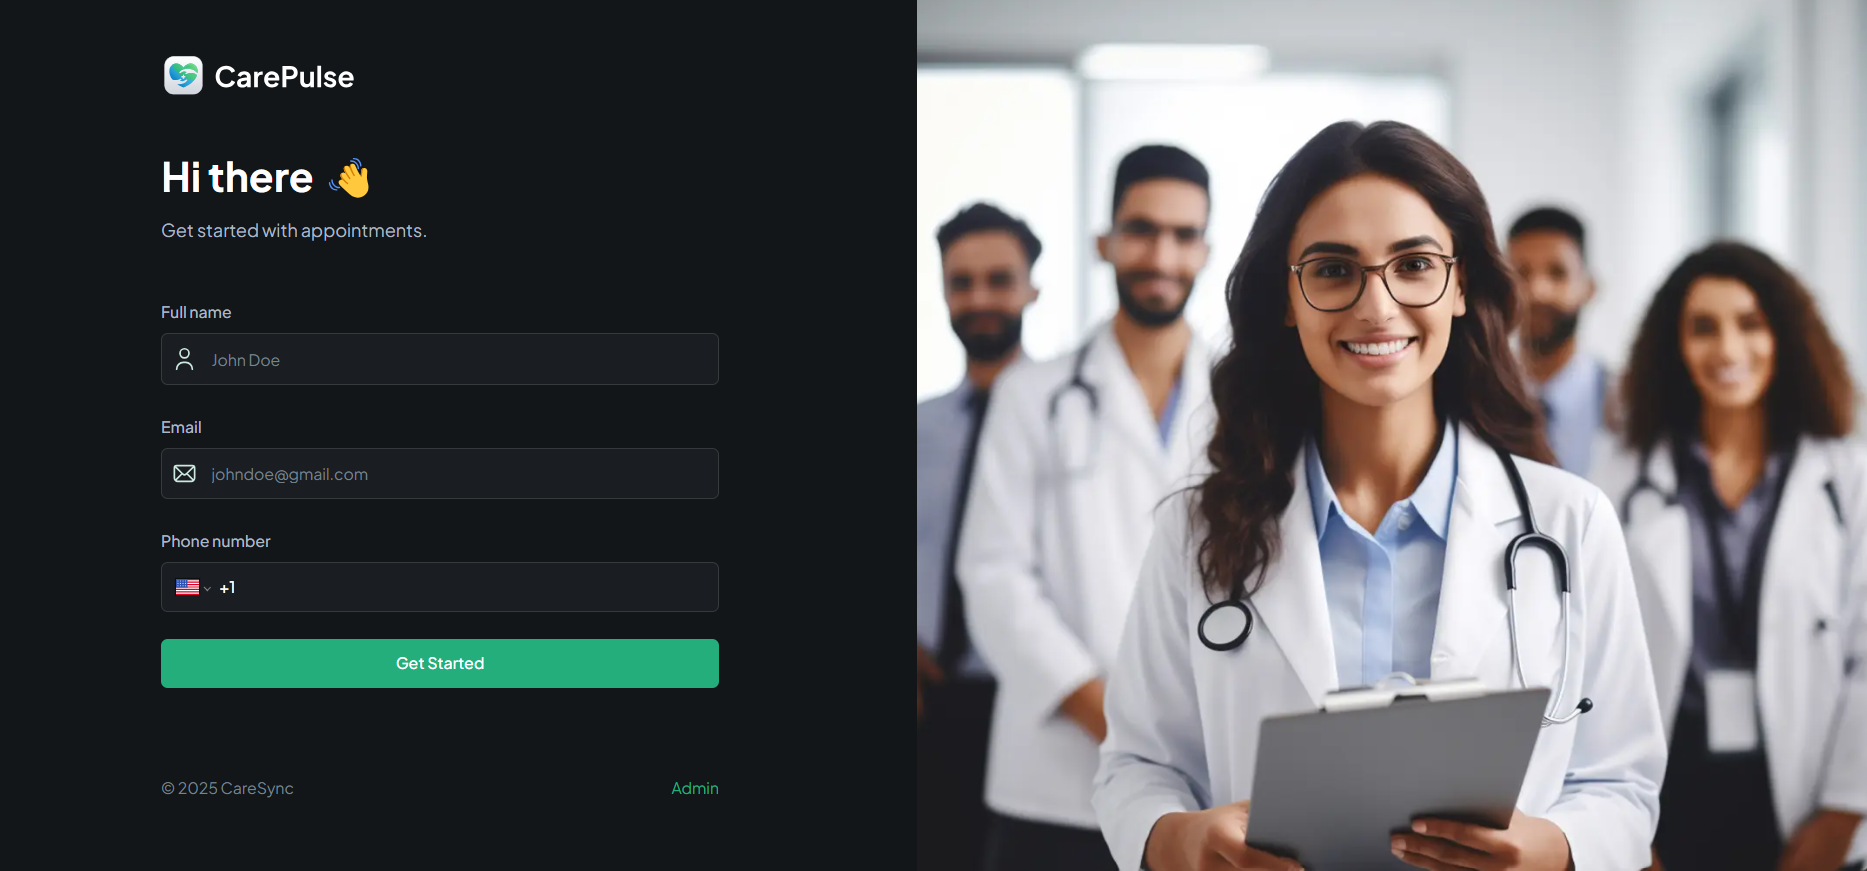 CarePulse
Hi there 👋
Get started with appointments.
Full name
John Doe
Email
johndoe@gmail.com
Phone number
+1
Get Started
© 2025 CareSync
Admin